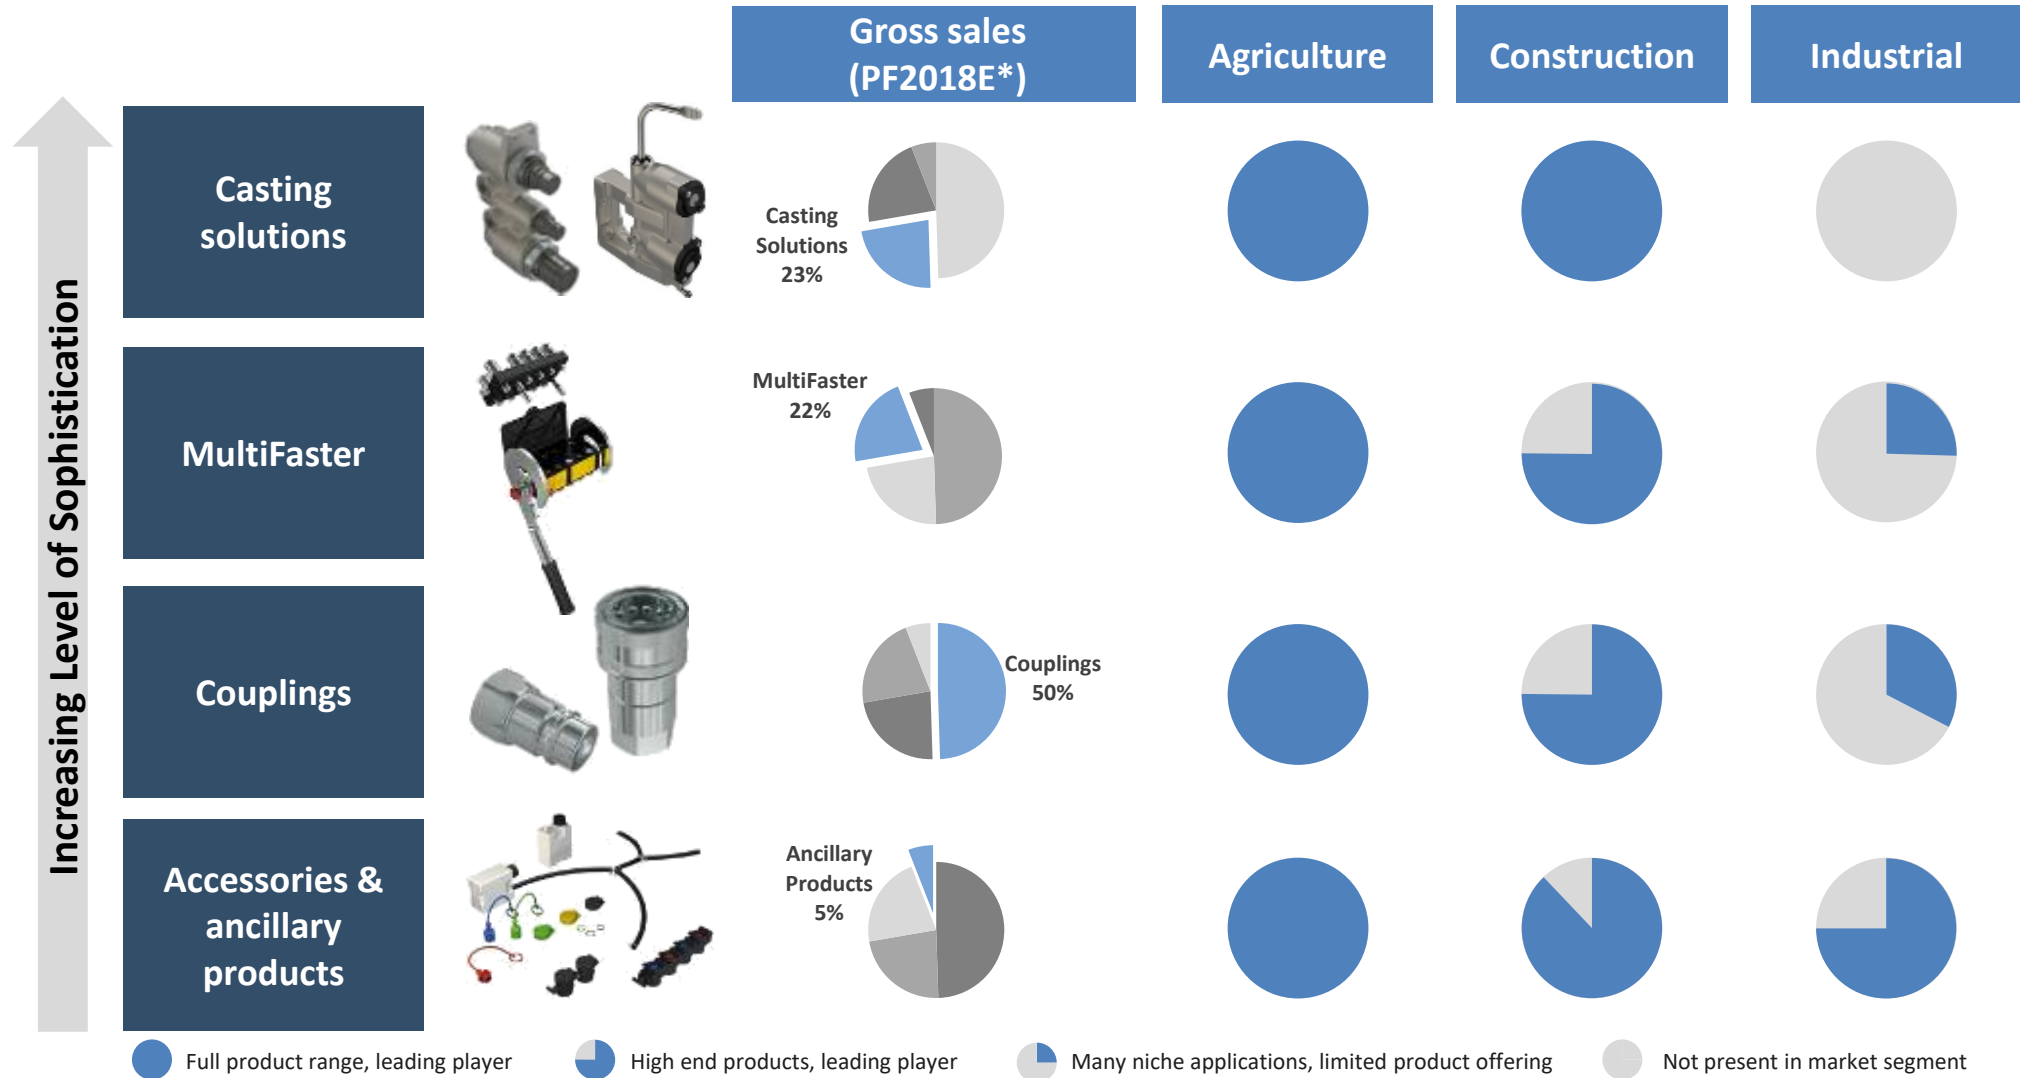 Gross sales
(PF2018E*)
Agriculture
Construction
Industrial
Increasing Level of Sophistication
Casting
solutions
Casting
Solutions
23%
MultiFaster
MultiFaster
22%
Couplings
Couplings
50%
Accessories &
ancillary
products
Ancillary
Products
5%
Full product range, leading player
High end products, leading player
Many niche applications, limited product offering
Not present in market segment